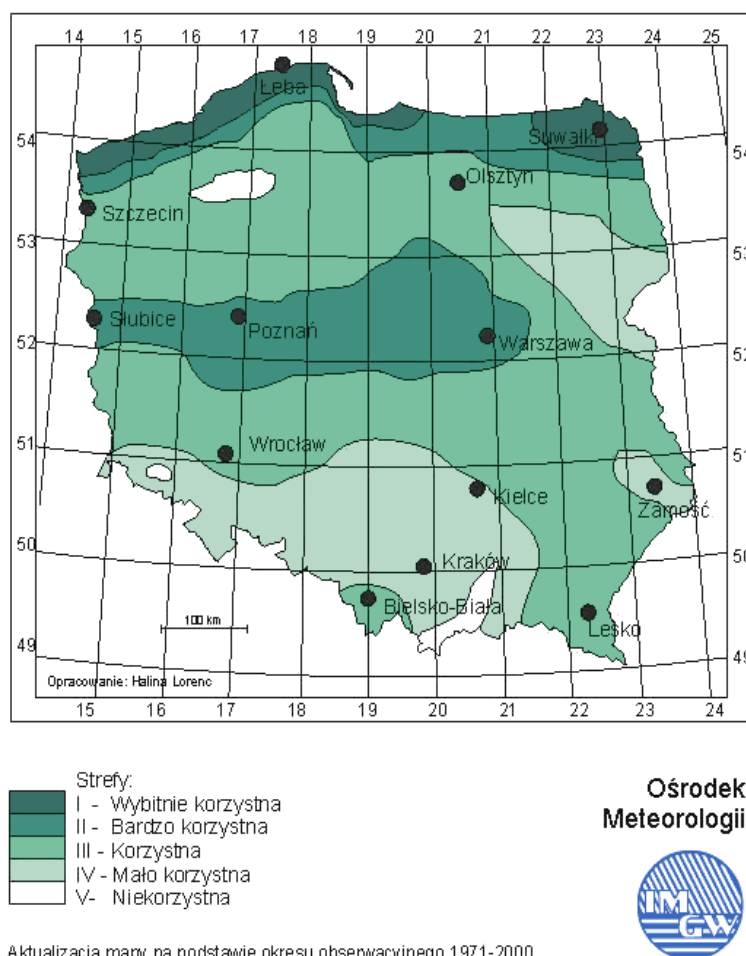 14 15 16 17 18 19 20 21 22 23 24 25
Łeba
54
Suwałki
54
Olsztyn
Szczecin
53
53
Słubice
Poznań
Warszawa
52
52
51
Wrocław
51
Kielce
Zamość
50
Kraków
50
Bielsko-Biała
100 km
Lesko
49
49
Opracowanie: Halina Lorenc
15 16 17 18 19 20 21 22 23 24
Strefy:
I - Wybitnie korzystna
II - Bardzo korzystna
III - Korzystna
IV - Mało korzystna
V- Niekorzystna
Ośrodek
Meteorologii
IM
GW
Aktualizacja mapy na podstawie okresu obserwacyjnego 1971-2000